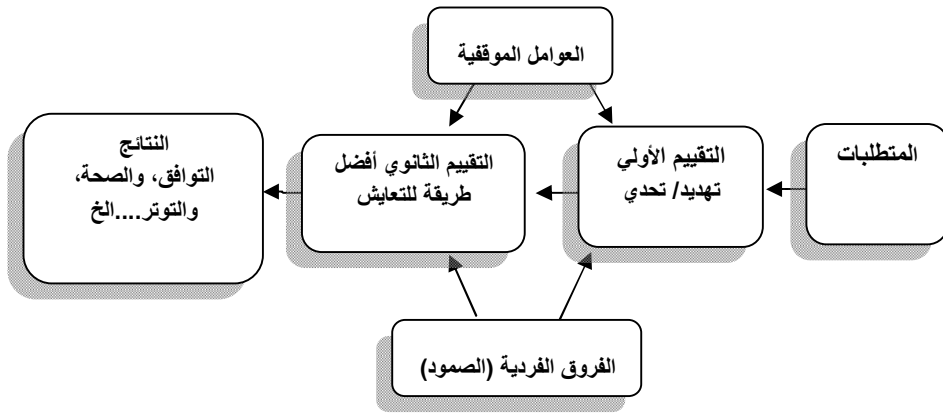 العوامل الموقفية
المتطلبات
التقييم الأولي
تهديد/ تحدي
التقييم الثانوي أفضل
طريقة للتعايش
النتائج
التوافق، والصحة،
والتوتر....الخ
الفروق الفردية (الصمود)